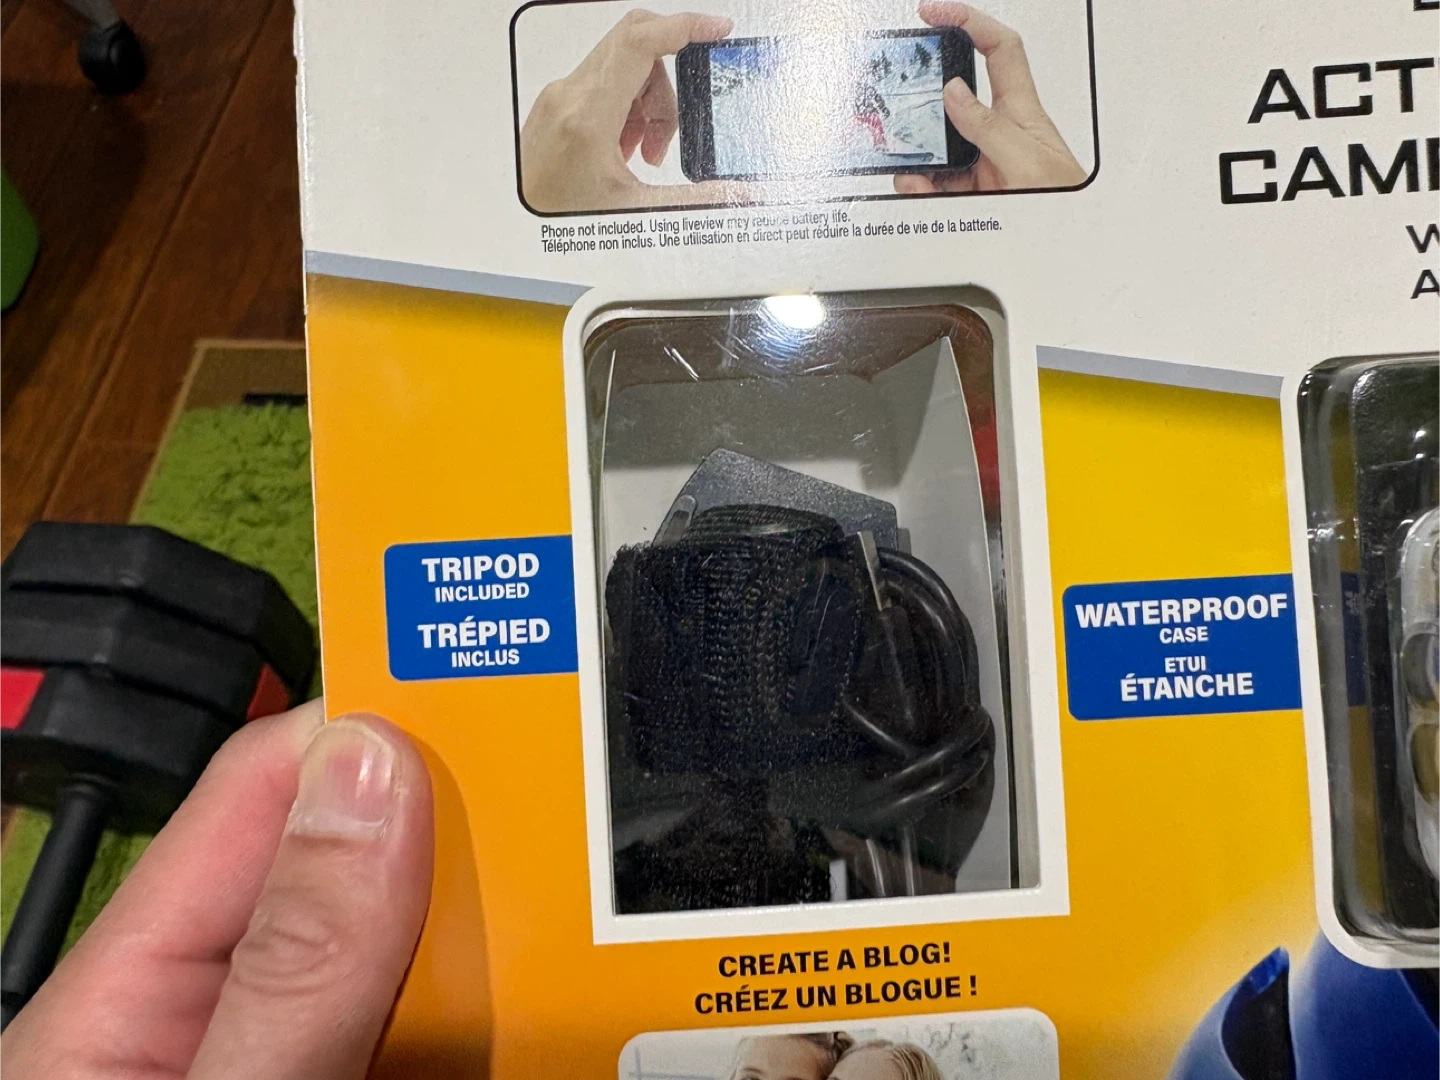 ACT
CAM
Phone not included. Using liveview may reduce battery life.
Téléphone non inclus. Une utilisation en direct peut réduire la durée de vie de la batterie.
TRIPOD
INCLUDED
TRÉPIED
INCLUS
WATERPROOF
CASE
ETUI
ÉTANCHE
CREATE A BLOG!
CRÉEZ UN BLOGUE !